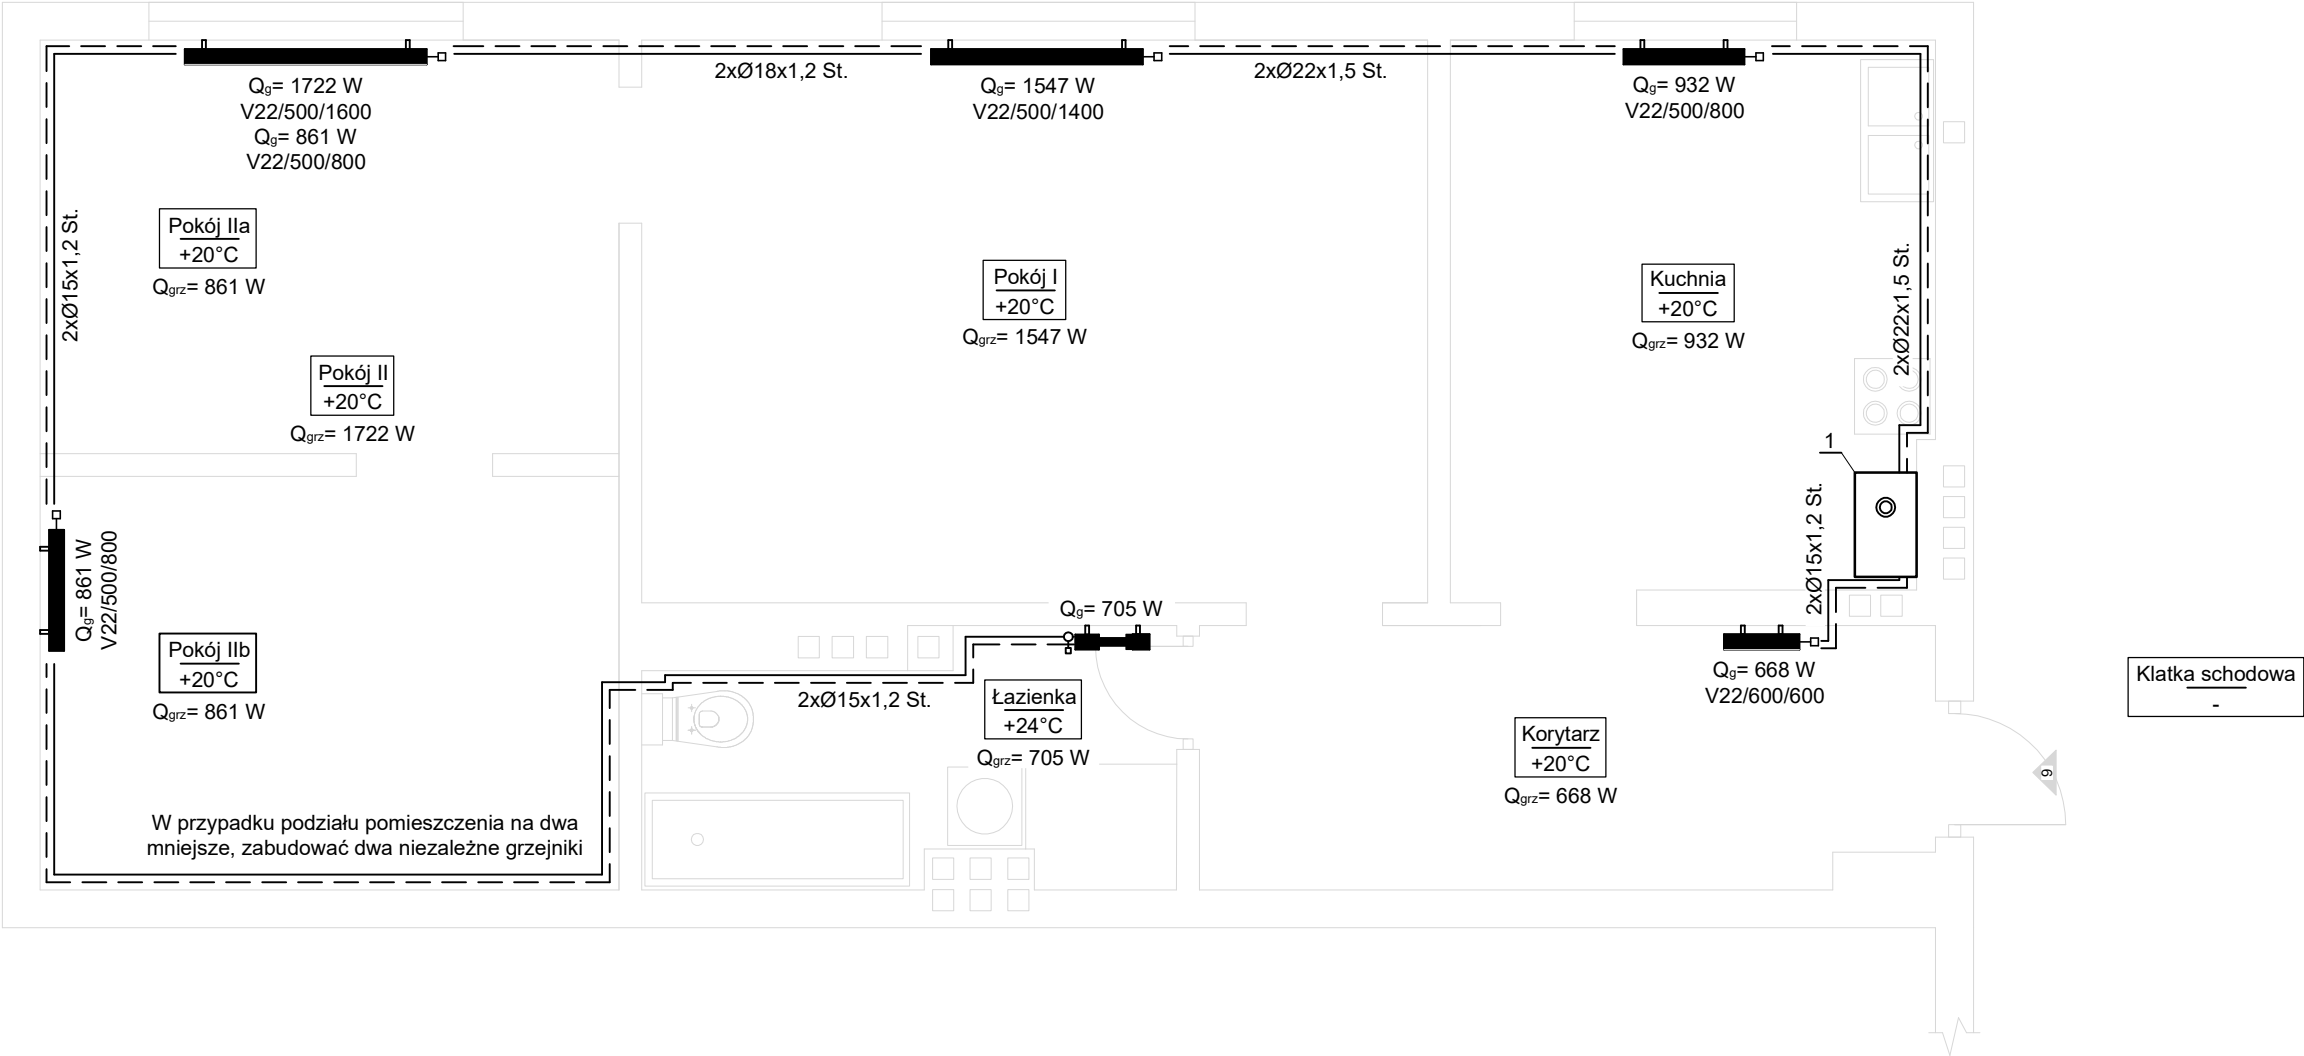 2xØ18x1,2 St.
2xØ22x1,5 St.
Qg= 1722 W
V22/500/1600
Qg= 861 W
V22/500/800
Qg= 1547 W
V22/500/1400
Qg= 932 W
V22/500/800
2xØ15x1,2 St.
Pokój IIa
+20°C
Qgrz= 861 W
Pokój I
+20°C
Qgrz= 1547 W
Kuchnia
+20°C
Qgrz= 932 W
2xØ22x1,5 St.
Pokój II
+20°C
Qgrz= 1722 W
1
2xØ15x1,2 St.
Qg= 861 W
V22/500/800
Qg= 705 W
Pokój IIb
+20°C
Qgrz= 861 W
2xØ15x1,2 St.
Łazienka
+24°C
Qgrz= 705 W
Qg= 668 W
V22/600/600
Korytarz
+20°C
Qgrz= 668 W
Klatka schodowa
-
9
W przypadku podziału pomieszczenia na dwa
mniejsze, zabudować dwa niezależne grzejniki